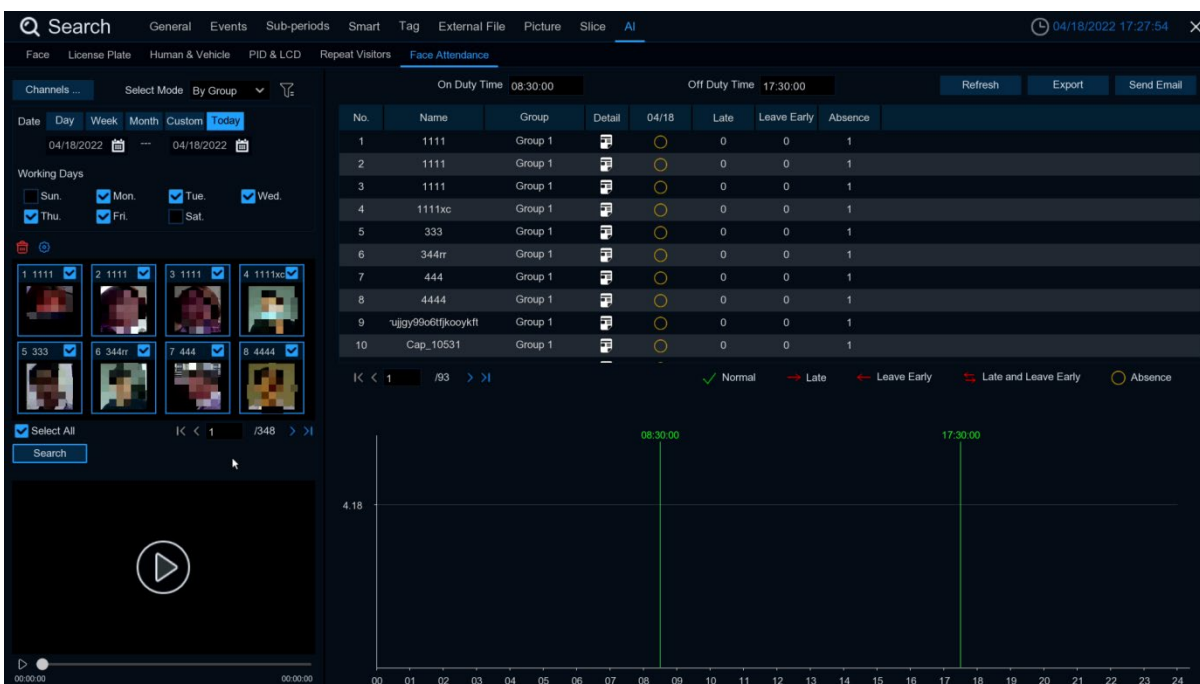 Search General Events Sub-periods Smart Tag External File Picture Slice AI 04/18/2022 17:27:54
Face License Plate Human & Vehicle PID & LCD Repeat Visitors Face Attendance
Channels ... Select Mode By Group
Date Day Week Month Custom Today
04/18/2022 --- 04/18/2022
Working Days
Sun. Mon. Tue. Wed.
Thu. Fri. Sat.
1 1111 2 1111 3 1111 4 1111xc
5 333 6 344rr 7 444 8 4444
Select All 1 /348
Search
00:00:00 00:00:00
On Duty Time 08:30:00 Off Duty Time 17:30:00 Refresh Export Send Email
No. Name Group Detail 04/18 Late Leave Early Absence
1 1111 Group 1 0 0 1
2 1111 Group 1 0 0 1
3 1111 Group 1 0 0 1
4 1111xc Group 1 0 0 1
5 333 Group 1 0 0 1
6 344rr Group 1 0 0 1
7 444 Group 1 0 0 1
8 4444 Group 1 0 0 1
9 Group 1 0 0 1
10 Cap_10531 Group 1 0 0 1
1 /93 Normal Late Leave Early Late and Leave Early Absence
08:30:00 17:30:00
4.18
00 01 02 03 04 05 06 07 08 09 10 11 12 13 14 15 16 17 18 19 20 21 22 23 24